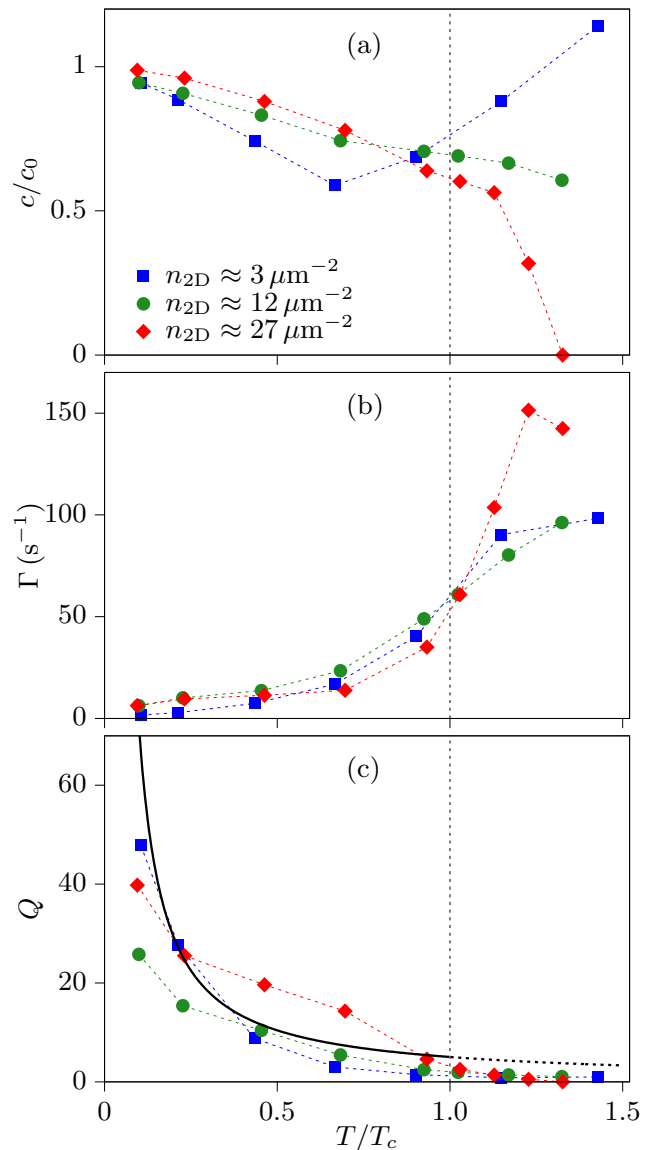 (a)
1
0.5
0
c/c₀
n₂D ≈ 3 μm⁻²
n₂D ≈ 12 μm⁻²
n₂D ≈ 27 μm⁻²
(b)
150
100
50
0
Γ (s⁻¹)
(c)
60
40
20
0
Q
0 0.5 1.0 1.5
T/T_c